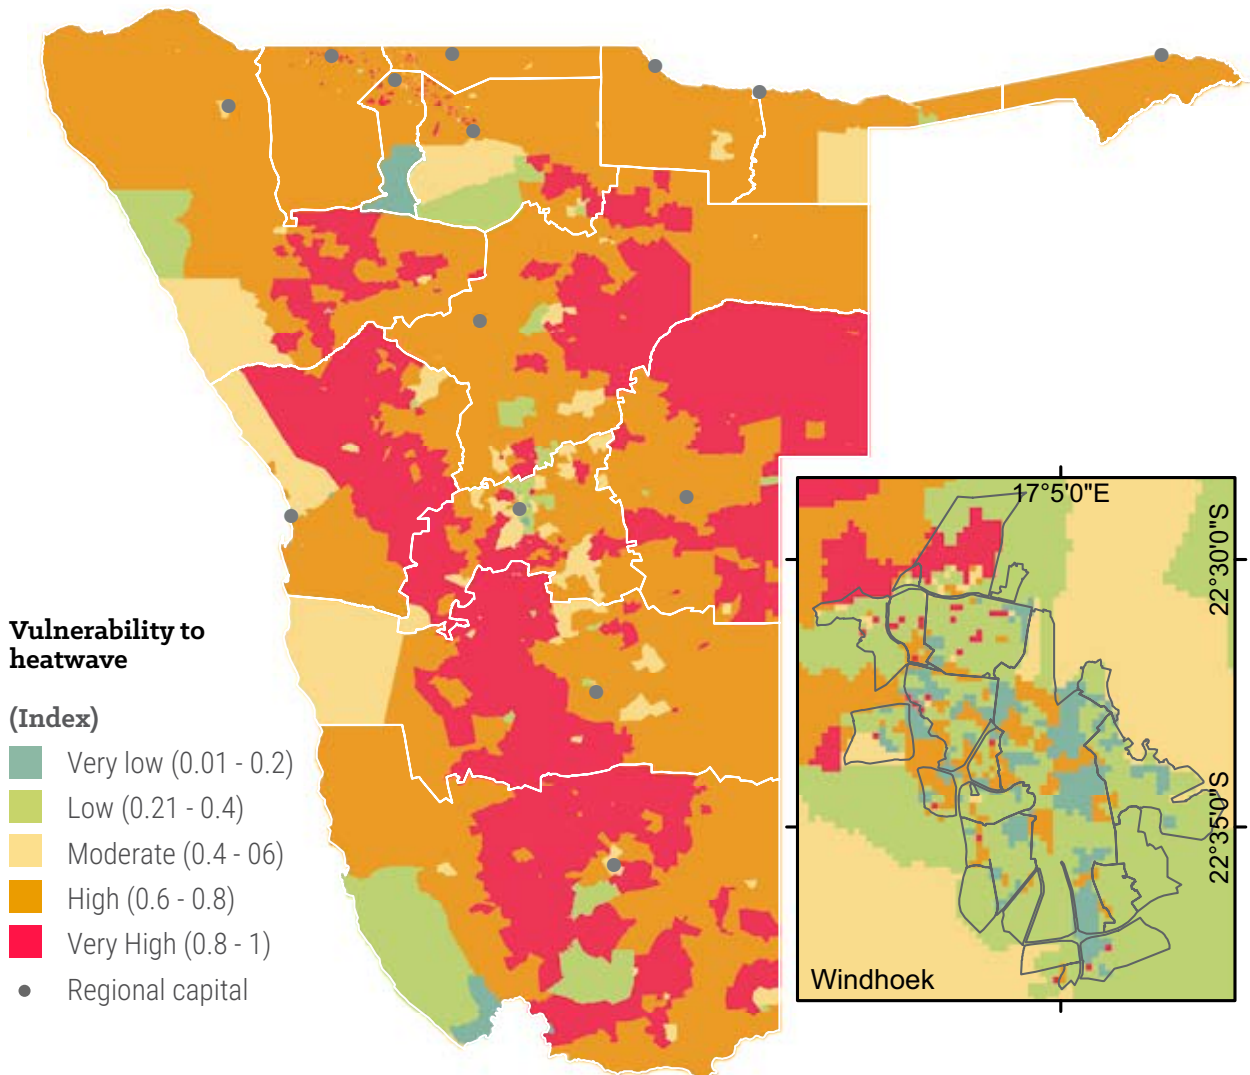 Vulnerability to
heatwave
(Index)
Very low (0.01 - 0.2)
Low (0.21 - 0.4)
Moderate (0.4 - 06)
High (0.6 - 0.8)
Very High (0.8 - 1)
Regional capital
17°5'0"E
22°30'0"S
22°35'0"S
Windhoek